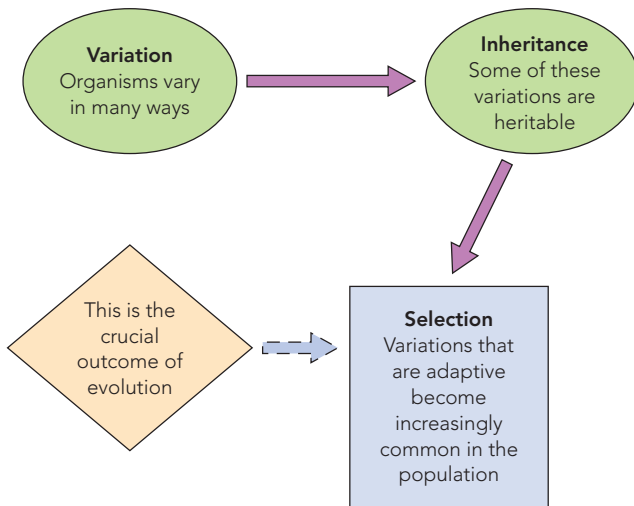 Variation
Organisms vary
in many ways
Inheritance
Some of these
variations are
heritable
This is the
crucial
outcome of
evolution
Selection
Variations that
are adaptive
become
increasingly
common in the
population